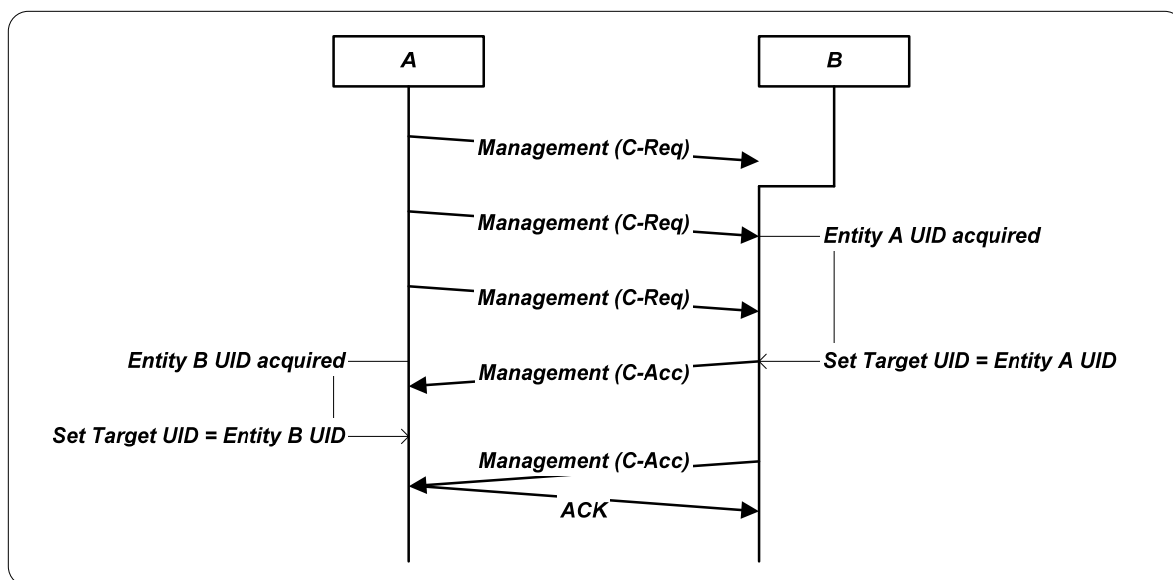 A
B
Management (C-Req)
Management (C-Req)
Entity A UID acquired
Management (C-Req)
Entity B UID acquired
Management (C-Acc)
Set Target UID = Entity A UID
Set Target UID = Entity B UID
Management (C-Acc)
ACK